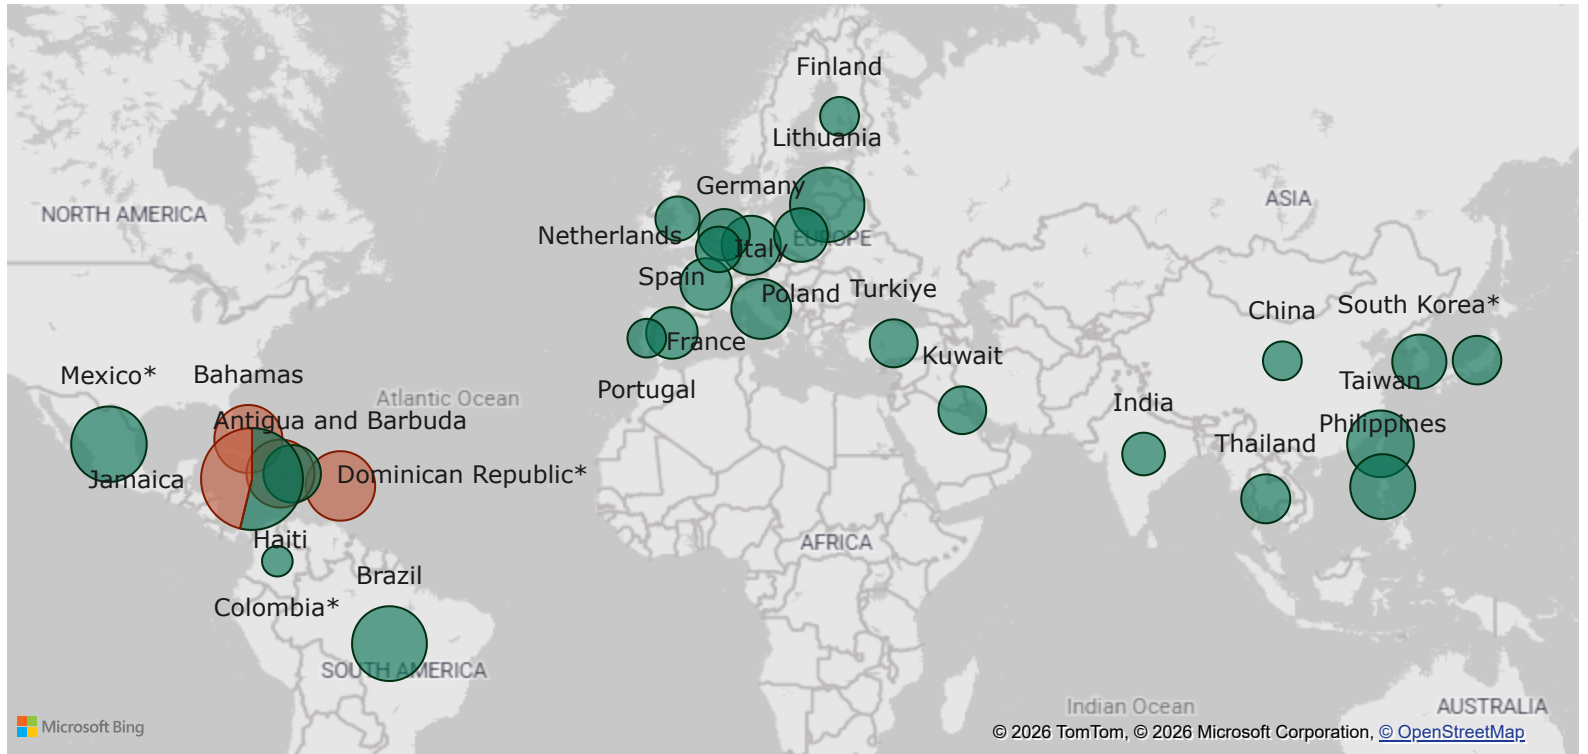 Finland
Lithuania
Germany
NORTH AMERICA
ASIA
Netherlands
EUROPE
Italy
Spain
Poland
Turkiye
China
South Korea*
France
Kuwait
Mexico*
Bahamas
Taiwan
Portugal
Atlantic Ocean
India
Antigua and Barbuda
Philippines
Thailand
Jamaica
Dominican Republic*
Haiti
AFRICA
Brazil
Colombia*
SOUTH AMERICA
Indian Ocean
AUSTRALIA
Microsoft Bing
© 2026 TomTom, © 2026 Microsoft Corporation, © OpenStreetMap